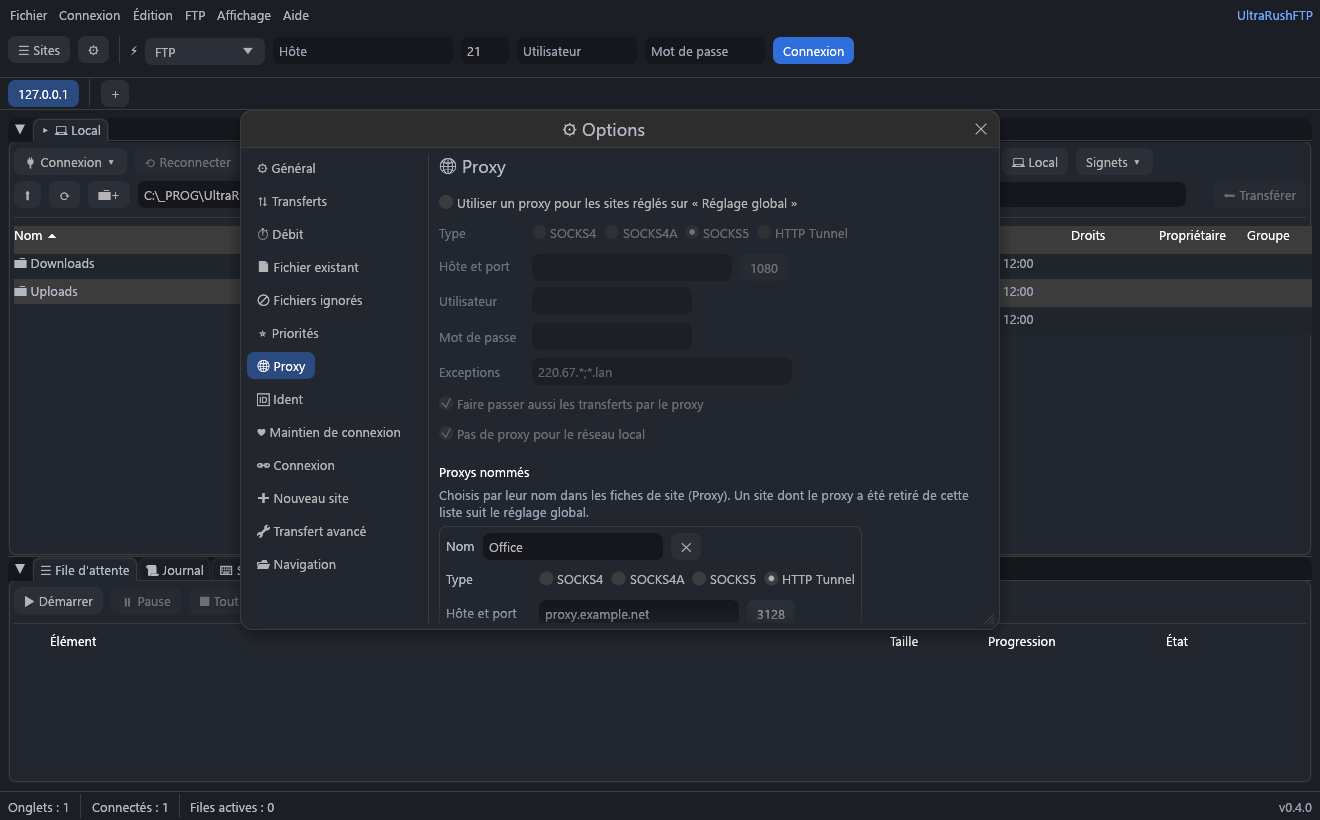 Fichier Connexion Édition FTP Affichage Aide UltraRushFTP
Sites FTP Hôte 21 Utilisateur Mot de passe Connexion
127.0.0.1 +
Local
Options
Connexion Reconnecter
C:\_PROG\UltraR
Nom
Downloads
Uploads
Général
Transferts
Débit
Fichier existant
Fichiers ignorés
Priorités
Proxy
Ident
Maintien de connexion
Connexion
Nouveau site
Transfert avancé
Navigation
Proxy
Utiliser un proxy pour les sites réglés sur « Réglage global »
Type SOCKS4 SOCKS4A SOCKS5 HTTP Tunnel
Hôte et port 1080
Utilisateur
Mot de passe
Exceptions 220.67.*;*.lan
Faire passer aussi les transferts par le proxy
Pas de proxy pour le réseau local
Proxys nommés
Choisis par leur nom dans les fiches de site (Proxy). Un site dont le proxy a été retiré de cette
liste suit le réglage global.
Nom Office
Type SOCKS4 SOCKS4A SOCKS5 HTTP Tunnel
Hôte et port proxy.example.net 3128
Local Signets
Transférer
Droits Propriétaire Groupe
12:00
12:00
12:00
File d'attente Journal S
Démarrer Pause Tout
Élément Taille Progression État
Onglets : 1 Connectés : 1 Files actives : 0 v0.4.0